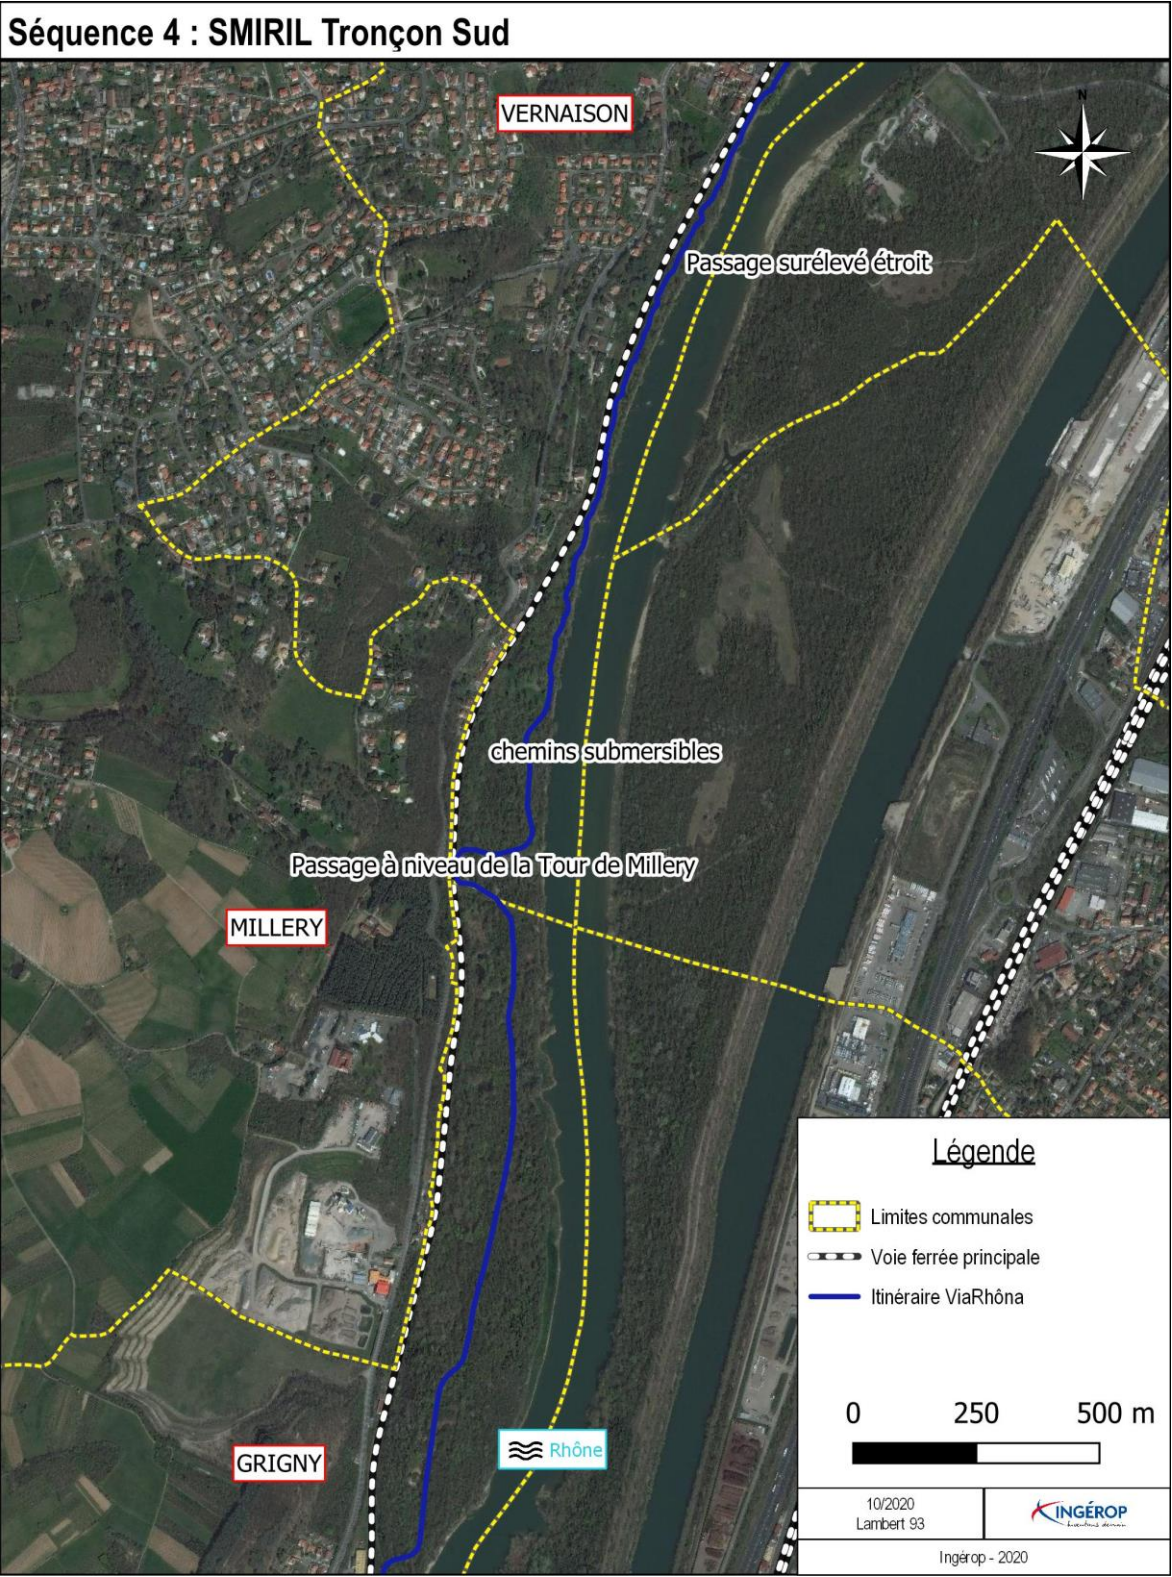 Séquence 4 : SMIRIL Tronçon Sud
VERNAISON
N
Passage surélevé étroit
chemins submersibles
Passage à niveau de la Tour de Millery
MILLERY
GRIGNY
Rhône
Légende
Limites communales
Voie ferrée principale
Itinéraire ViaRhôna
0 250 500 m
10/2020
Lambert 93
INGÉROP
Inventons demain
Ingérop - 2020